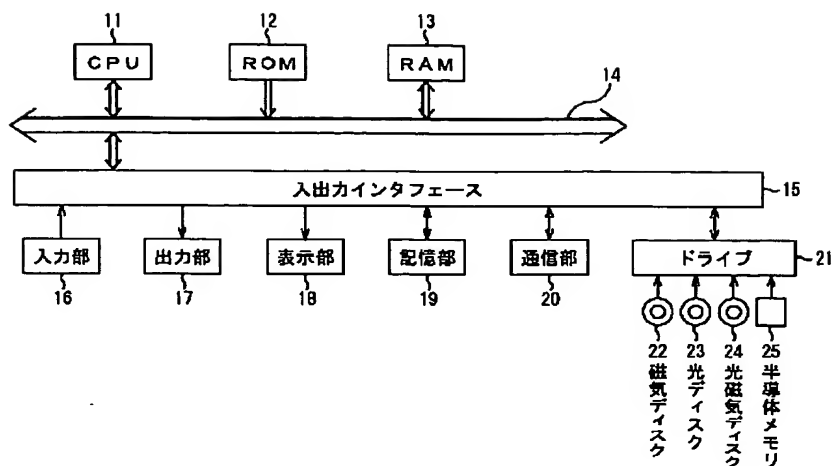 11
12
13
CPU
ROM
RAM
14
入出力インタフェース
15
入力部
出力部
表示部
記憶部
通信部
ドライブ
21
16
17
18
19
20
22
23
24
25
磁気ディスク
光ディスク
光磁気ディスク
半導体メモリ